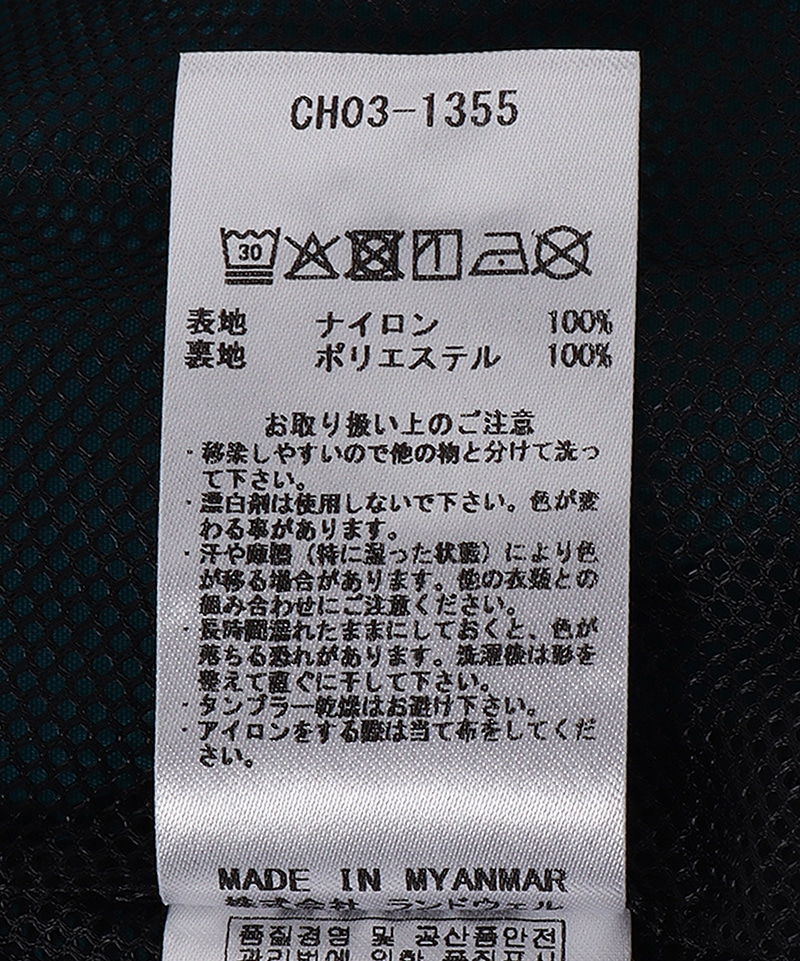 CH03-1355
30
表地 ナイロン 100%
裏地 ポリエステル 100%
お取り扱い上のご注意
・移染しやすいので他の物と分けて洗っ
て下さい。
・漂白剤は使用しないで下さい。色が変
わる事があります。
・汗や摩擦（特に湿った状態）により色
が移る場合があります。他の衣類との
組み合わせにご注意ください。
・長時間濡れたままにしておくと、色が
落ちる恐れがあります。洗濯後は形を
整えて直ぐに干して下さい。
・タンブラー乾燥はお避け下さい。
・アイロンをする際は当て布をしてくだ
さい。
MADE IN MYANMAR
株式会社 ランドウェル
품질경영 및 공산품안전
관리법에 의한 품질표시